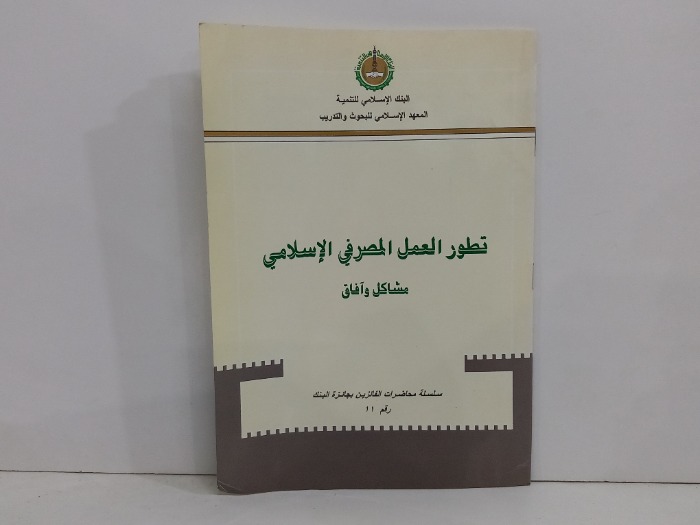 البنك الإسلامي للتنمية
المعهد الإسلامي للبحوث والتدريب
تطور العمل المصرفي الإسلامي
مشاكل وآفاق
سلسلة محاضرات الفائزين بجائزة البنك
رقم ١١